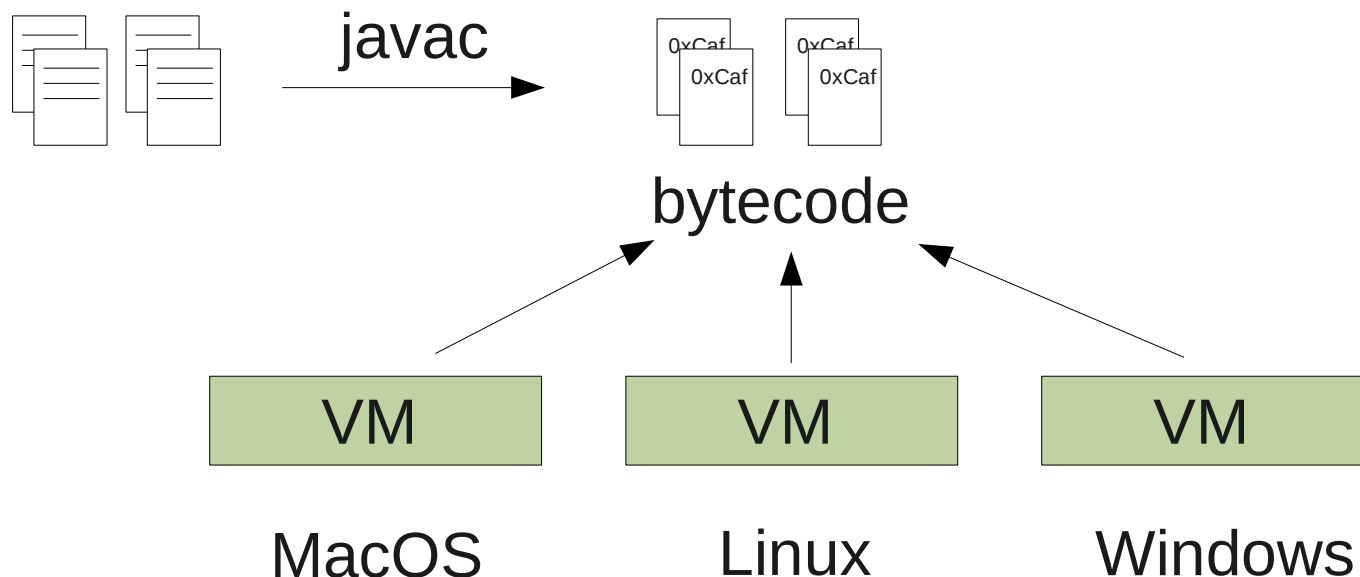 javac
0xCaf
0xCaf
0xCaf
0xCaf
bytecode
VM
VM
VM
MacOS
Linux
Windows